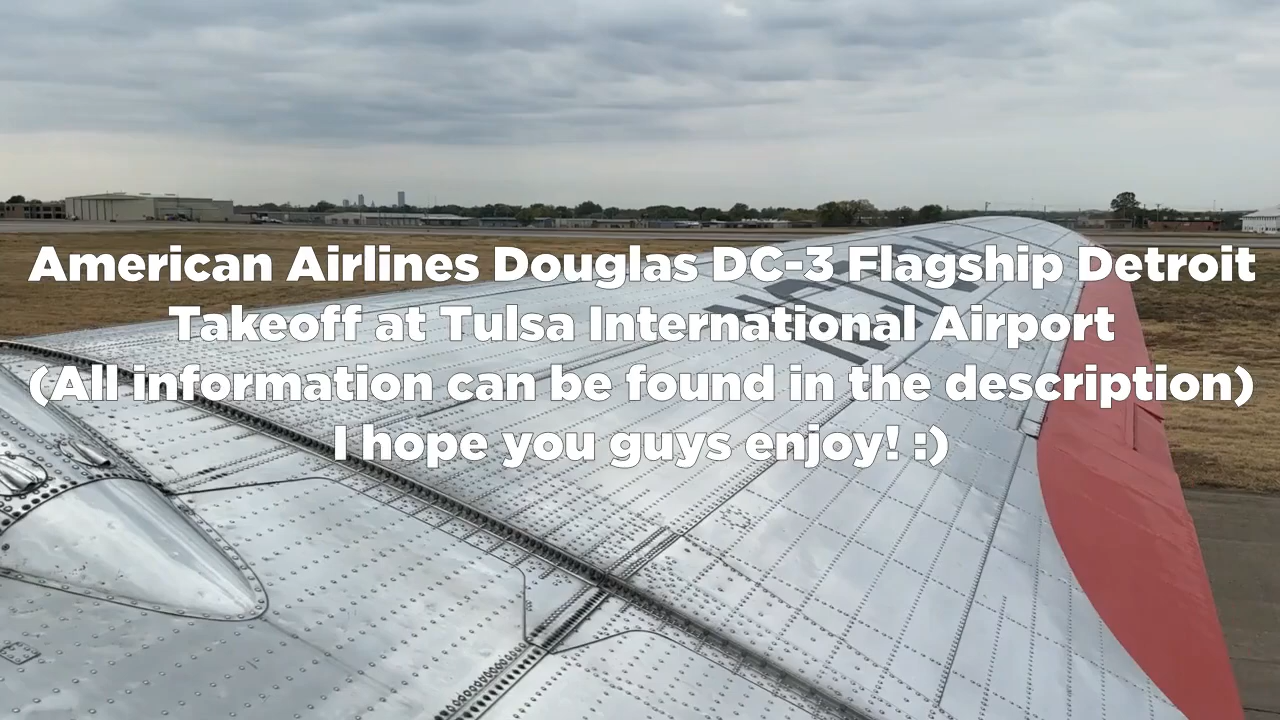 American Airlines Douglas DC-3 Flagship Detroit
Takeoff at Tulsa International Airport
(All information can be found in the description)
I hope you guys enjoy! :)